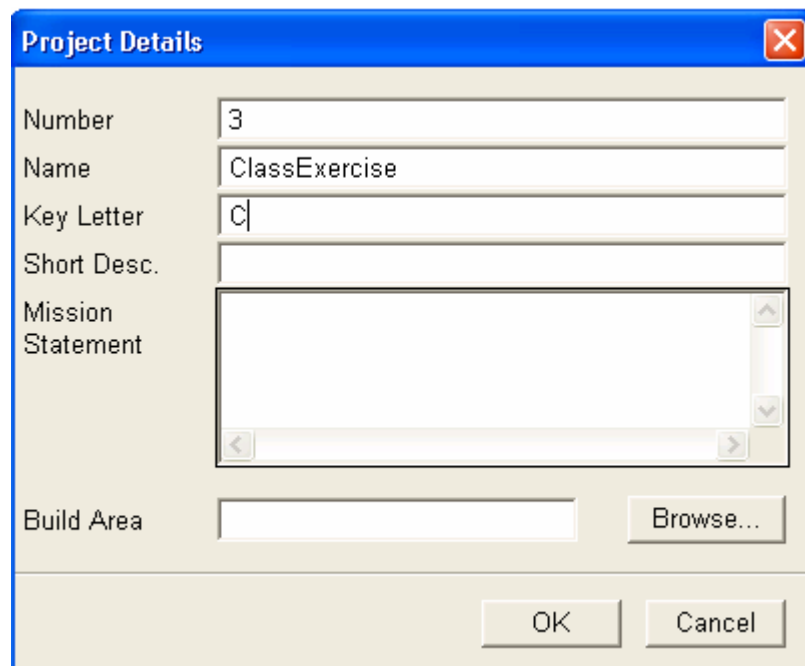 Project Details
Number 3
Name ClassExercise
Key Letter C
Short Desc.
Mission
Statement
Build Area Browse...
OK Cancel